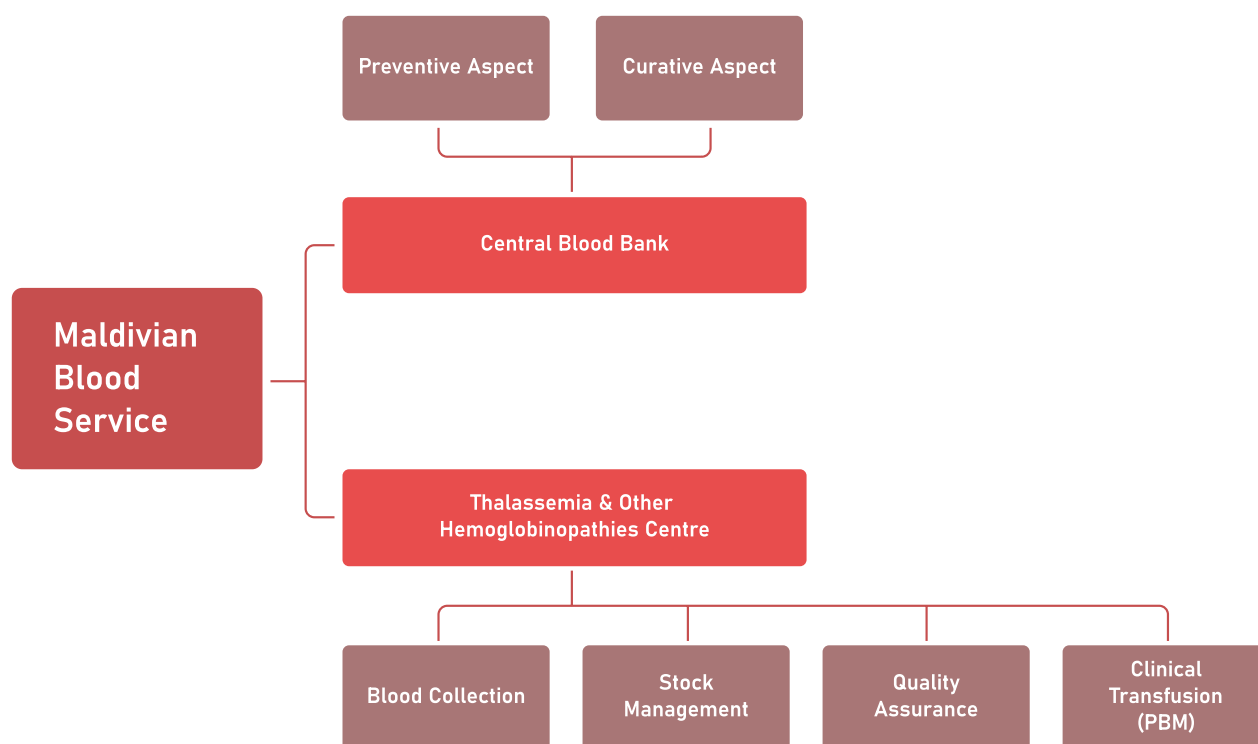 Preventive Aspect
Curative Aspect
Central Blood Bank
Maldivian
Blood
Service
Thalassemia & Other
Hemoglobinopathies Centre
Blood Collection
Stock
Management
Quality
Assurance
Clinical
Transfusion
(PBM)